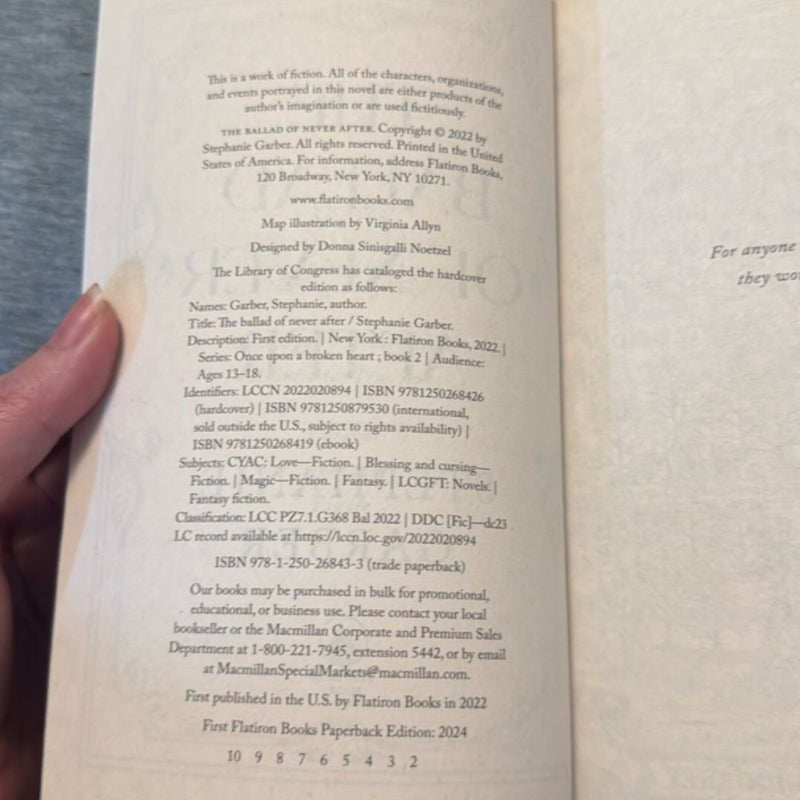 This is a work of fiction. All of the characters, organizations,
and events portrayed in this novel are either products of the
author's imagination or are used fictitiously.
THE BALLAD OF NEVER AFTER. Copyright © 2022 by
Stephanie Garber. All rights reserved. Printed in the United
States of America. For information, address Flatiron Books,
120 Broadway, New York, NY 10271.
www.flatironbooks.com
Map illustration by Virginia Allyn
Designed by Donna Sinisgalli Noetzel
The Library of Congress has cataloged the hardcover
edition as follows:
Names: Garber, Stephanie, author.
Title: The ballad of never after / Stephanie Garber.
Description: First edition. | New York : Flatiron Books, 2022. |
Series: Once upon a broken heart ; book 2 | Audience:
Ages 13–18.
Identifiers: LCCN 2022020894 | ISBN 9781250268426
(hardcover) | ISBN 9781250879530 (international,
sold outside the U.S., subject to rights availability) |
ISBN 9781250268419 (ebook)
Subjects: CYAC: Love—Fiction. | Blessing and cursing—
Fiction. | Magic—Fiction. | Fantasy. | LCGFT: Novels. |
Fantasy fiction.
Classification: LCC PZ7.1.G368 Bal 2022 | DDC [Fic]—dc23
LC record available at https://lccn.loc.gov/2022020894
ISBN 978-1-250-26843-3 (trade paperback)
Our books may be purchased in bulk for promotional,
educational, or business use. Please contact your local
bookseller or the Macmillan Corporate and Premium Sales
Department at 1-800-221-7945, extension 5442, or by email
at MacmillanSpecialMarkets@macmillan.com.
First published in the U.S. by Flatiron Books in 2022
First Flatiron Books Paperback Edition: 2024
10 9 8 7 6 5 4 3 2
For anyone
they